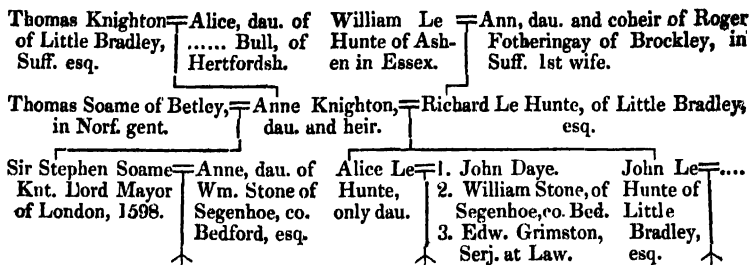 Thomas Knighton
of Little Bradley,
Suff. esq.
Alice, dau. of
...... Bull, of
Hertfordsh.
William Le
Hunte of Ash-
en in Essex.
Ann, dau. and coheir of Roger
Fotheringay of Brockley, in
Suff. 1st wife.
Thomas Soame of Betley,
in Norf. gent.
Anne Knighton,
dau. and heir.
Richard Le Hunte, of Little Bradley,
esq.
Sir Stephen Soame
Knt. Lord Mayor
of London, 1598.
Anne, dau. of
Wm. Stone of
Segenhoe, co.
Bedford, esq.
Alice Le
Hunte,
only dau.
1. John Daye.
2. William Stone, of
Segenhoe, co. Bed.
3. Edw. Grimston,
Serj. at Law.
John Le
Hunte of
Little
Bradley,
esq.
....